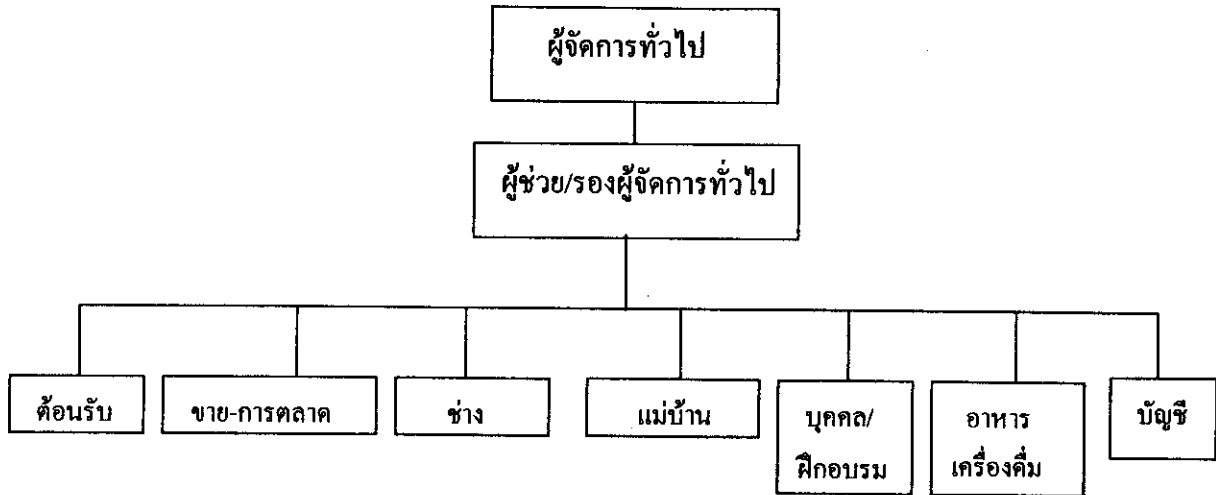 ผู้จัดการทั่วไป
ผู้ช่วย/รองผู้จัดการทั่วไป
ต้อนรับ
ขาย-การตลาด
ช่าง
แม่บ้าน
บุคคล/
ฝึกอบรม
อาหาร
เครื่องดื่ม
บัญชี